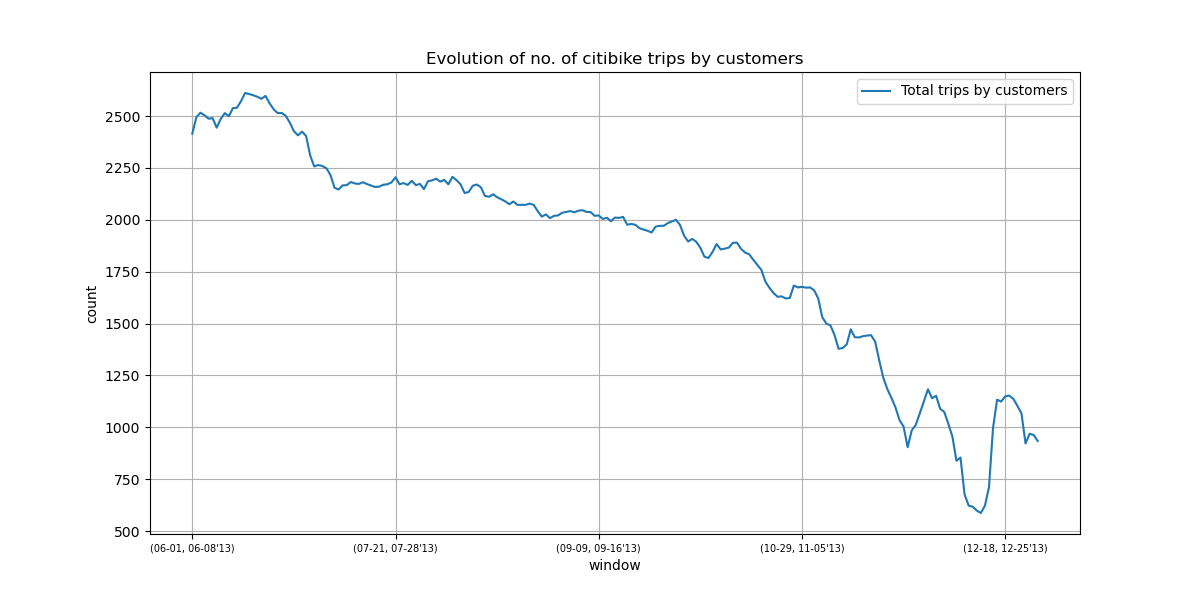 Evolution of no. of citibike trips by customers
Total trips by customers
2500
2250
2000
1750
1500
1250
1000
750
500
count
(06-01, 06-08'13) (07-21, 07-28'13) (09-09, 09-16'13) (10-29, 11-05'13) (12-18, 12-25'13)
window